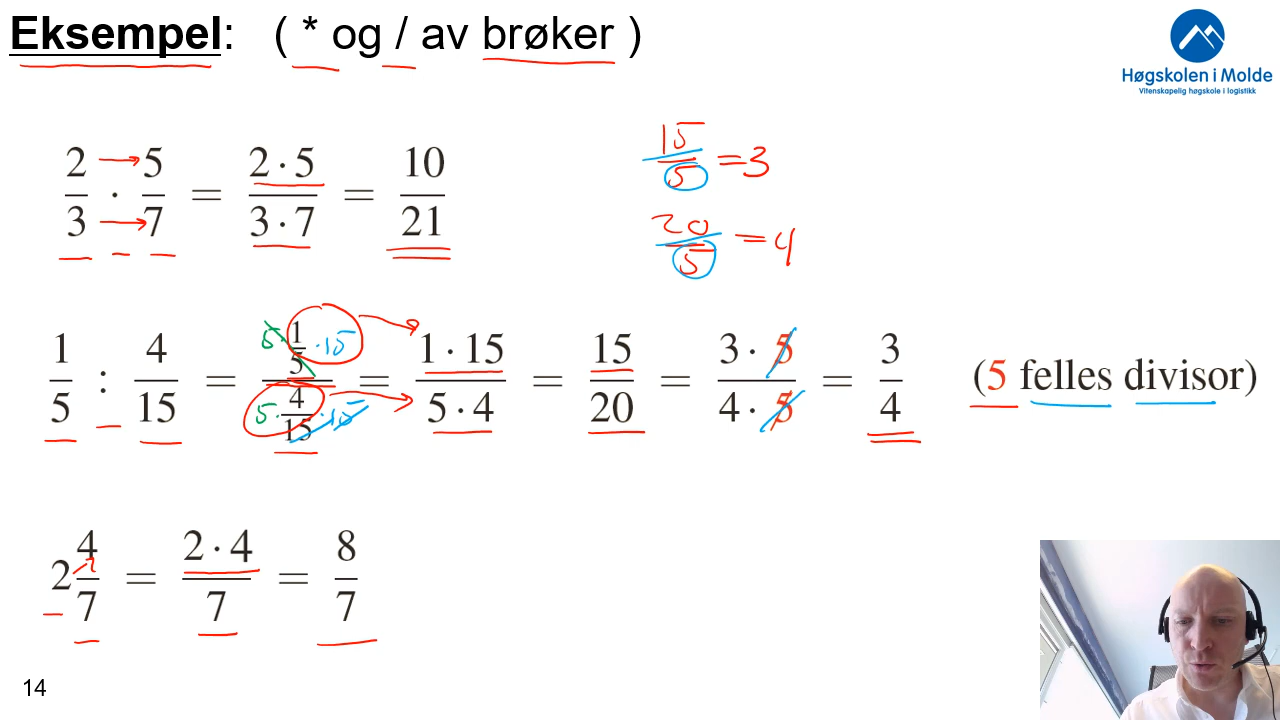 Eksempel: ( * og / av brøker )
Høgskolen i Molde
Vitenskapelig høgskole i logistikk
2/3 · 5/7 = 2 · 5 / 3 · 7 = 10/21
15/5 = 3
20/5 = 4
1/5 : 4/15 = 5 · 1/5 · 15 / 5 · 4/15 · 15 = 1 · 15 / 5 · 4 = 15/20 = 3 · 5 / 4 · 5 = 3/4 (5 felles divisor)
2 4/7 = 2 · 4 / 7 = 8/7
14